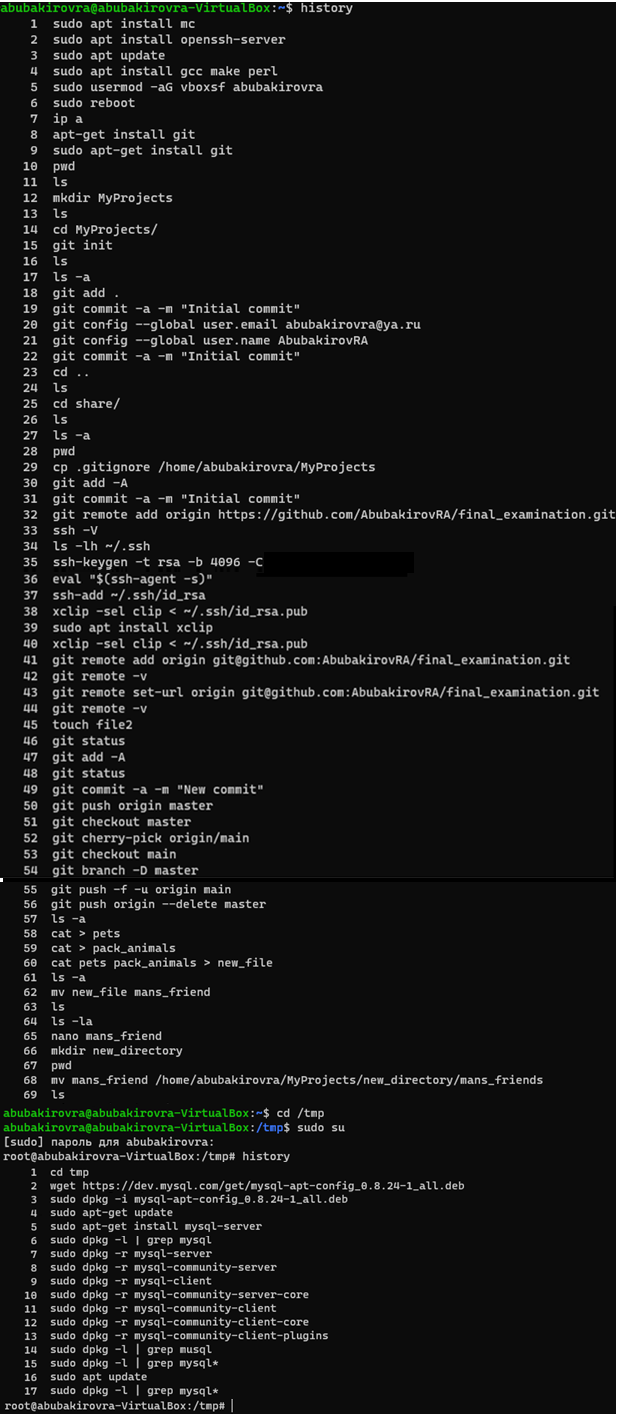 abubakirovra@abubakirovra-VirtualBox:~$ history
1 sudo apt install mc
2 sudo apt install openssh-server
3 sudo apt update
4 sudo apt install gcc make perl
5 sudo usermod -aG vboxsf abubakirovra
6 sudo reboot
7 ip a
8 apt-get install git
9 sudo apt-get install git
10 pwd
11 ls
12 mkdir MyProjects
13 ls
14 cd MyProjects/
15 git init
16 ls
17 ls -a
18 git add .
19 git commit -a -m "Initial commit"
20 git config --global user.email abubakirovra@ya.ru
21 git config --global user.name AbubakirovRA
22 git commit -a -m "Initial commit"
23 cd ..
24 ls
25 cd share/
26 ls
27 ls -a
28 pwd
29 cp .gitignore /home/abubakirovra/MyProjects
30 git add -A
31 git commit -a -m "Initial commit"
32 git remote add origin https://github.com/AbubakirovRA/final_examination.git
33 ssh -V
34 ls -lh ~/.ssh
35 ssh-keygen -t rsa -b 4096 -C
36 eval "$(ssh-agent -s)"
37 ssh-add ~/.ssh/id_rsa
38 xclip -sel clip < ~/.ssh/id_rsa.pub
39 sudo apt install xclip
40 xclip -sel clip < ~/.ssh/id_rsa.pub
41 git remote add origin git@github.com:AbubakirovRA/final_examination.git
42 git remote -v
43 git remote set-url origin git@github.com:AbubakirovRA/final_examination.git
44 git remote -v
45 touch file2
46 git status
47 git add -A
48 git status
49 git commit -a -m "New commit"
50 git push origin master
51 git checkout master
52 git cherry-pick origin/main
53 git checkout main
54 git branch -D master
55 git push -f -u origin main
56 git push origin --delete master
57 ls -a
58 cat > pets
59 cat > pack_animals
60 cat pets pack_animals > new_file
61 ls -a
62 mv new_file mans_friend
63 ls
64 ls -la
65 nano mans_friend
66 mkdir new_directory
67 pwd
68 mv mans_friend /home/abubakirovra/MyProjects/new_directory/mans_friends
69 ls
abubakirovra@abubakirovra-VirtualBox:~$ cd /tmp
abubakirovra@abubakirovra-VirtualBox:/tmp$ sudo su
[sudo] пароль для abubakirovra:
root@abubakirovra-VirtualBox:/tmp# history
1 cd tmp
2 wget https://dev.mysql.com/get/mysql-apt-config_0.8.24-1_all.deb
3 sudo dpkg -i mysql-apt-config_0.8.24-1_all.deb
4 sudo apt-get update
5 sudo apt-get install mysql-server
6 sudo dpkg -l | grep mysql
7 sudo dpkg -r mysql-server
8 sudo dpkg -r mysql-community-server
9 sudo dpkg -r mysql-client
10 sudo dpkg -r mysql-community-server-core
11 sudo dpkg -r mysql-community-client
12 sudo dpkg -r mysql-community-client-core
13 sudo dpkg -r mysql-community-client-plugins
14 sudo dpkg -l | grep musql
15 sudo dpkg -l | grep mysql*
16 sudo apt update
17 sudo dpkg -l | grep mysql*
root@abubakirovra-VirtualBox:/tmp#